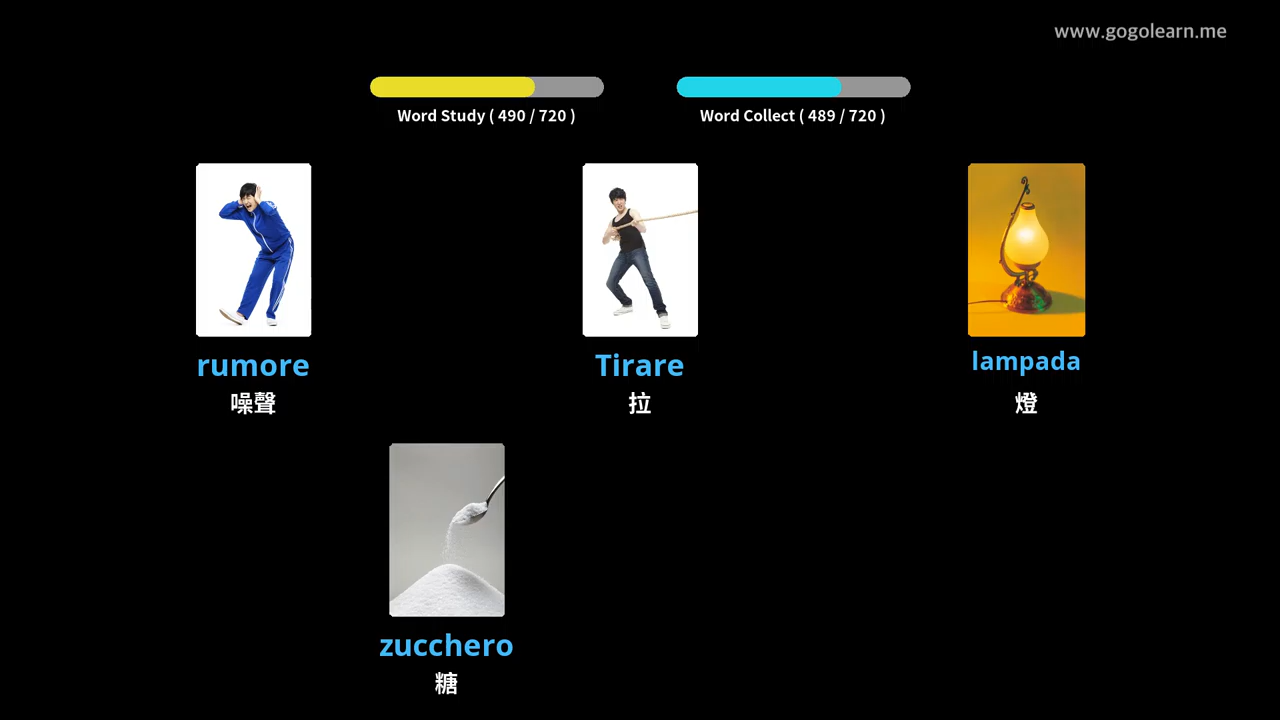 www.gogolearn.me
Word Study ( 490 / 720 )
Word Collect ( 489 / 720 )
rumore
噪聲
Tirare
拉
lampada
燈
zucchero
糖